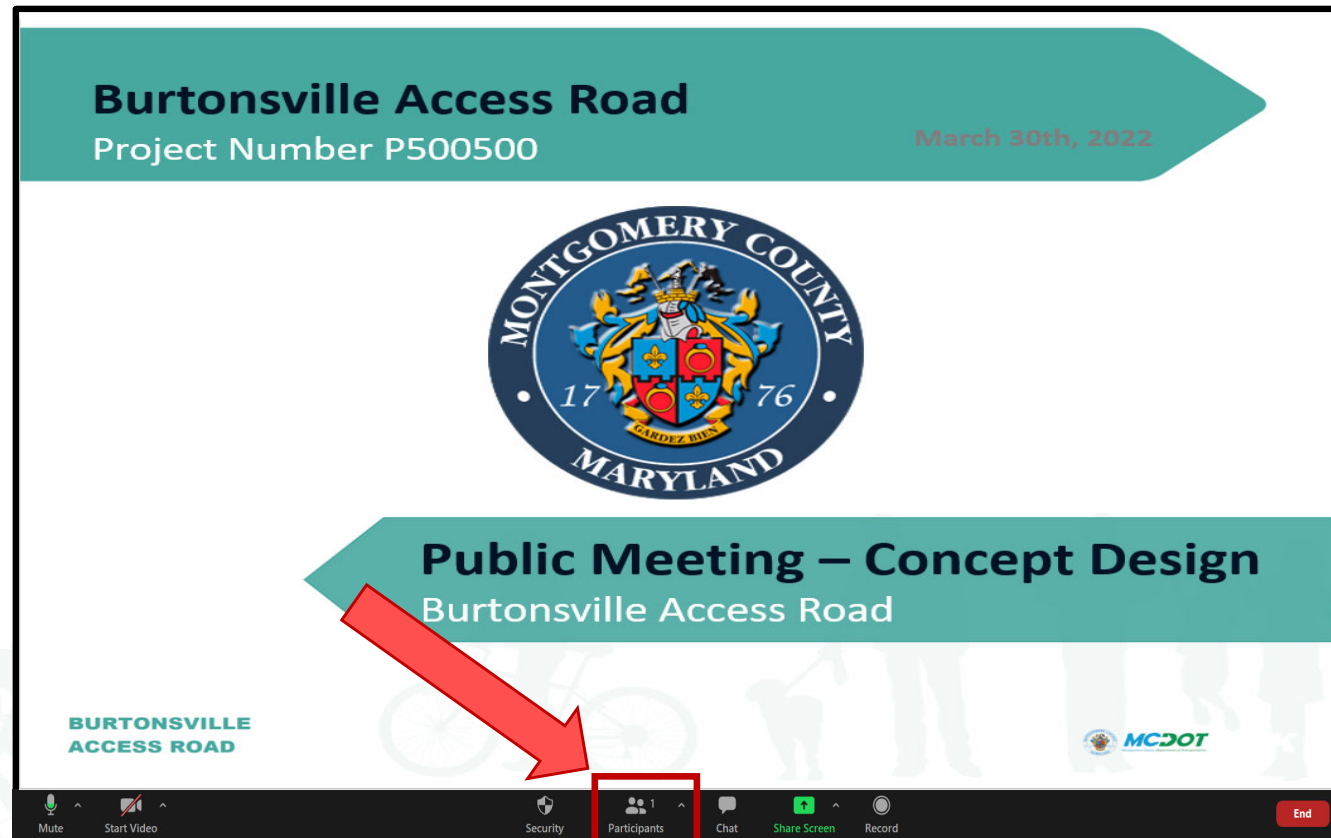 Burtonsville Access Road
Project Number P500500
March 30th, 2022
MONTGOMERY COUNTY
17 76
GARDEZ BIEN
MARYLAND
Public Meeting – Concept Design
Burtonsville Access Road
BURTONSVILLE
ACCESS ROAD
MCDOT
1
Mute Start Video Security Participants Chat Share Screen Record End